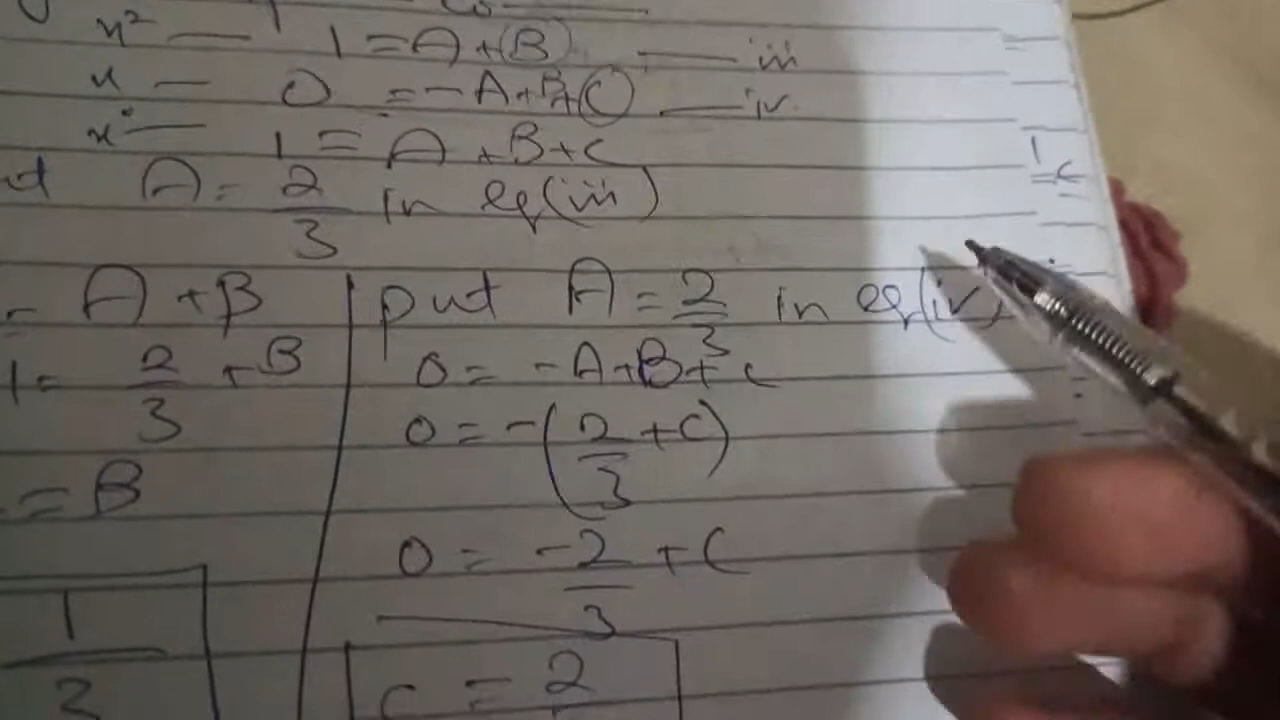 x² — 1 = A + B — iii
x — 0 = -A + B + C — iv
x° — 1 = A + B + C
A = 2/3 in eq(iii)
= A + B
1 = 2/3 + B
= B
1/3
put A = 2/3 in eq(iv)
0 = -A + B + C
0 = -(2/3 + C)
0 = -2/3 + C
C = 2